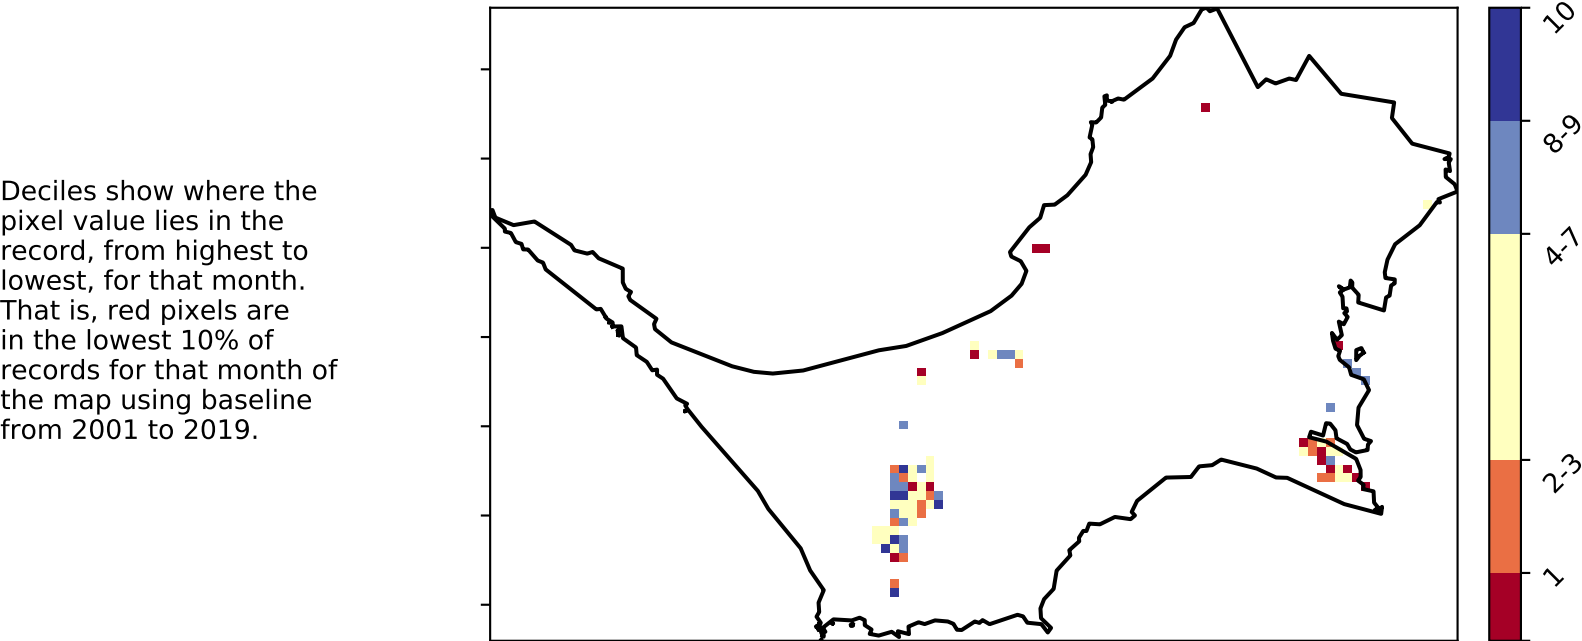 Deciles show where the
pixel value lies in the
record, from highest to
lowest, for that month.
That is, red pixels are
in the lowest 10% of
records for that month of
the map using baseline
from 2001 to 2019.
10
8-9
4-7
2-3
1